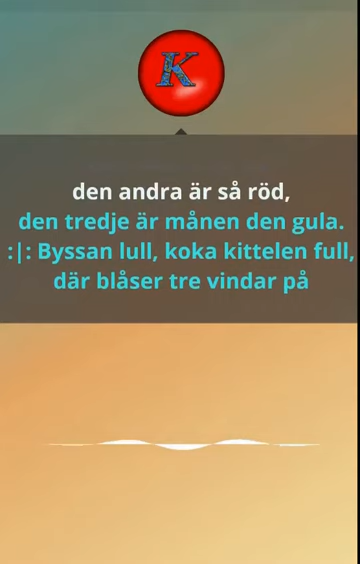 K
den andra är så röd,
den tredje är månen den gula.
:|: Byssan lull, koka kittelen full,
där blåser tre vindar på